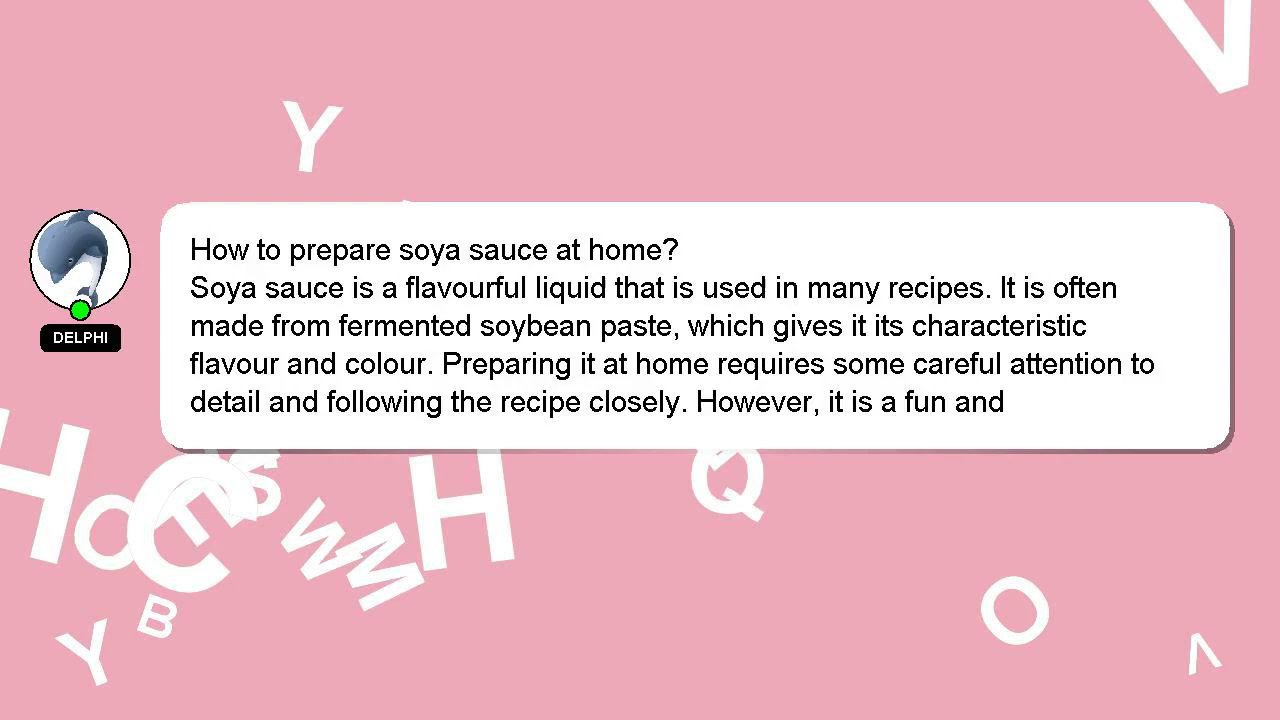 How to prepare soya sauce at home?
Soya sauce is a flavourful liquid that is used in many recipes. It is often
made from fermented soybean paste, which gives it its characteristic
flavour and colour. Preparing it at home requires some careful attention to
detail and following the recipe closely. However, it is a fun and
DELPHI
V
Y
H
O
C
T
S
W
M
H
Q
B
Y
O
V